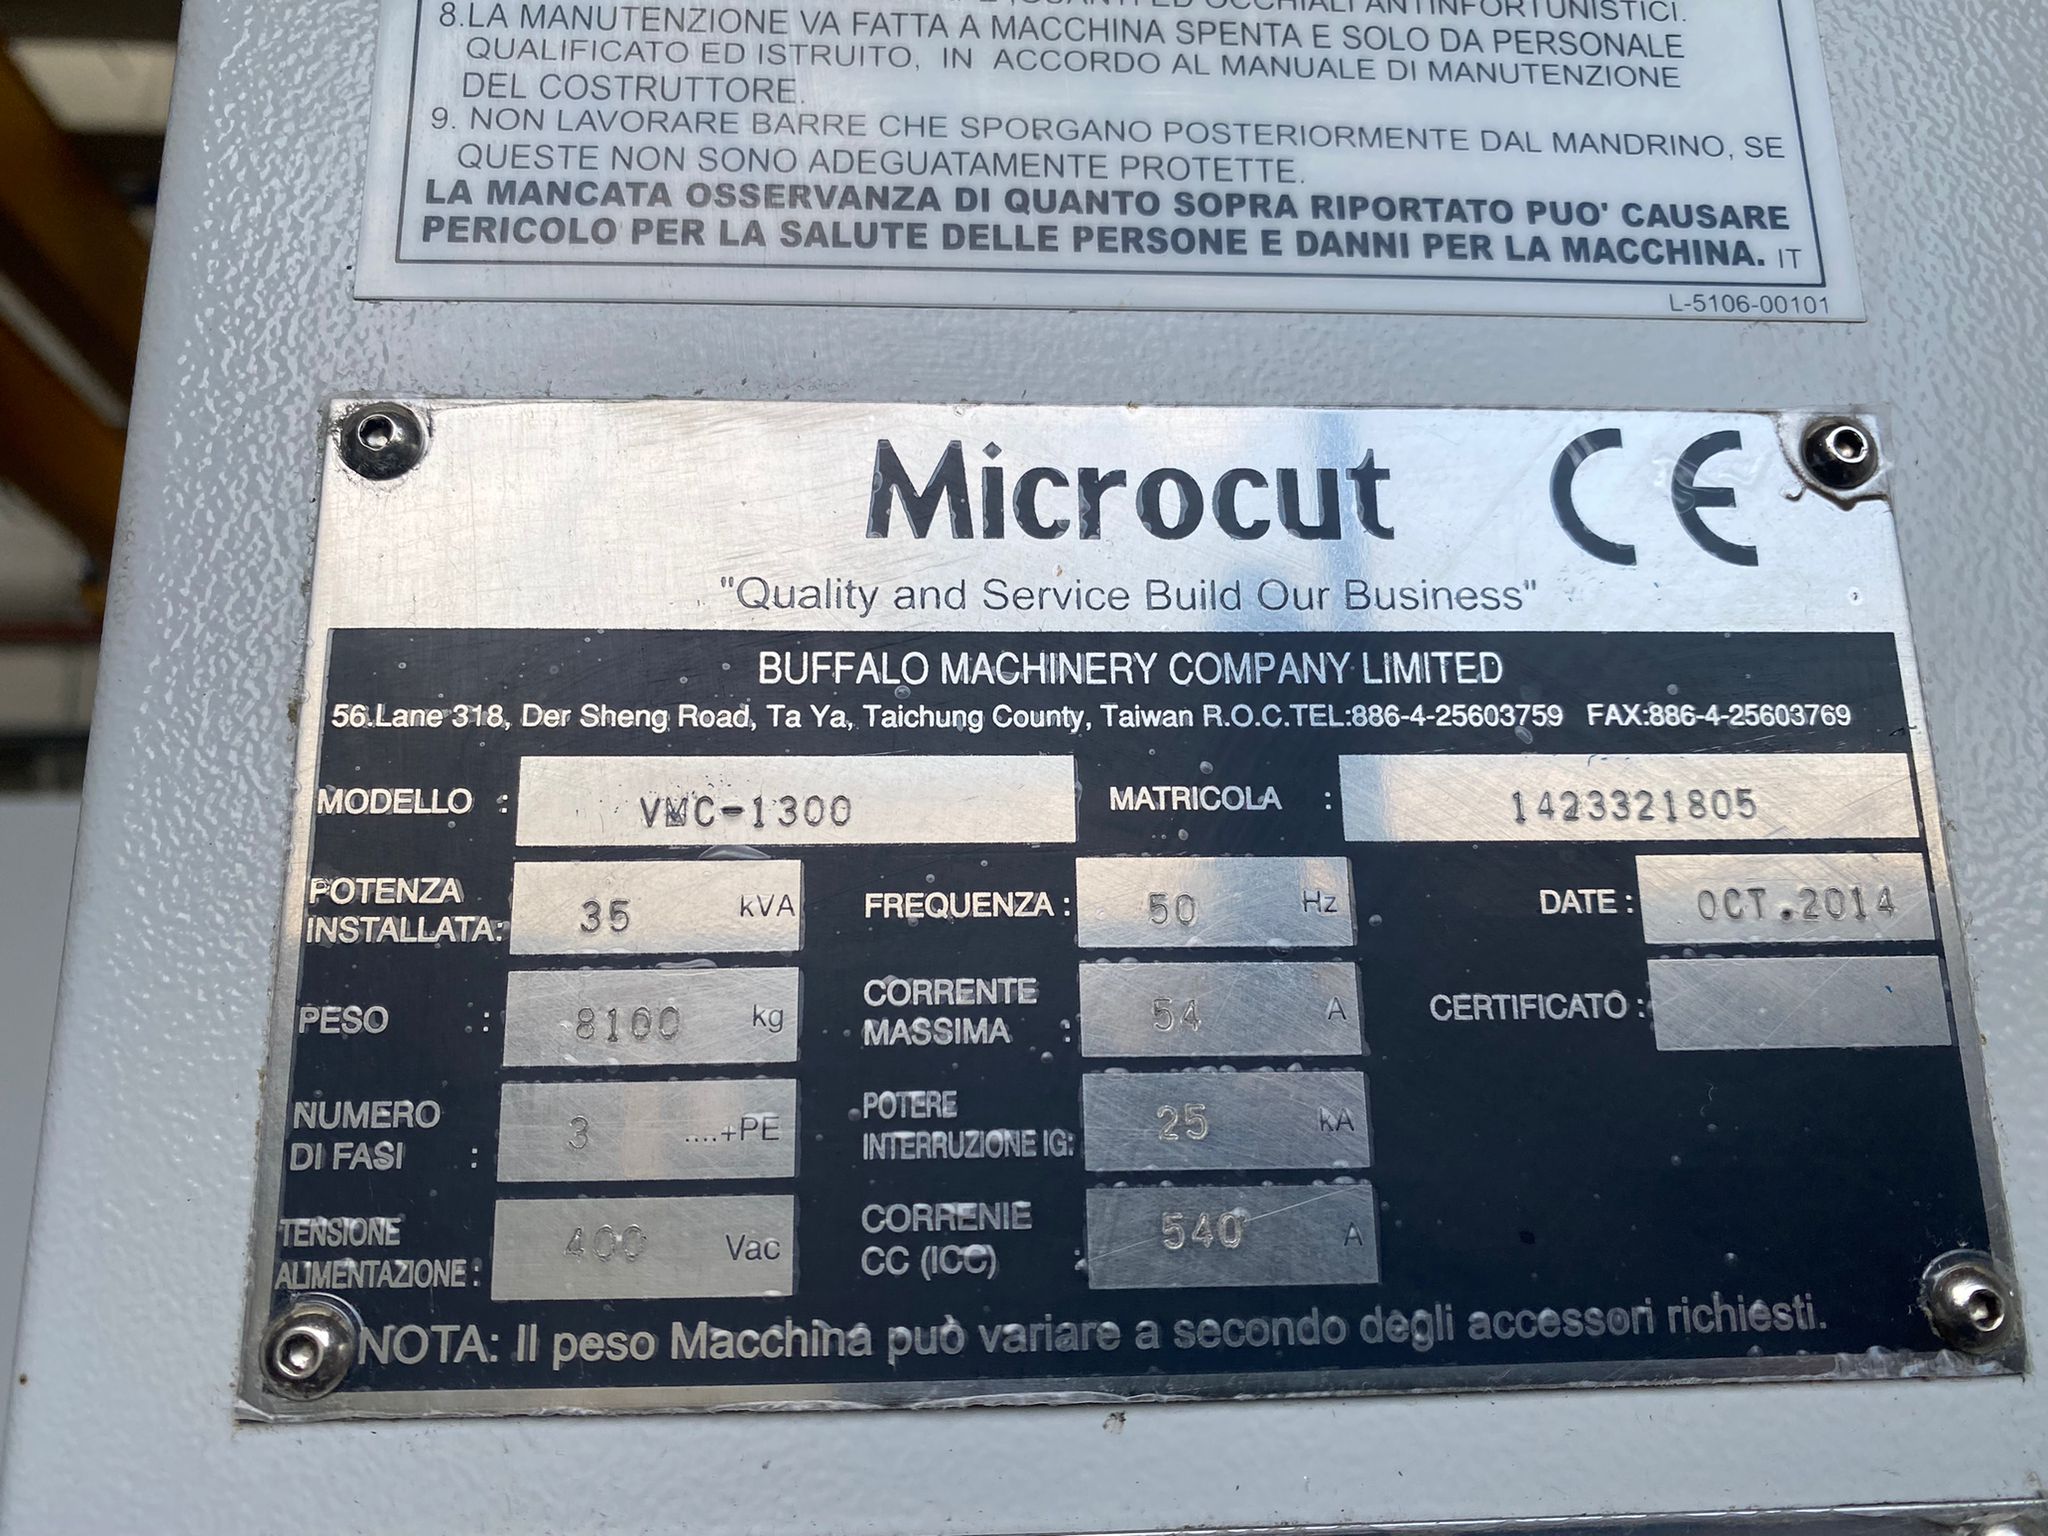 GUANTI ED OCCHIALI ANTINFORTUNISTICI.
8.LA MANUTENZIONE VA FATTA A MACCHINA SPENTA E SOLO DA PERSONALE
QUALIFICATO ED ISTRUITO, IN ACCORDO AL MANUALE DI MANUTENZIONE
DEL COSTRUTTORE.
9. NON LAVORARE BARRE CHE SPORGANO POSTERIORMENTE DAL MANDRINO, SE
QUESTE NON SONO ADEGUATAMENTE PROTETTE.
LA MANCATA OSSERVANZA DI QUANTO SOPRA RIPORTATO PUO' CAUSARE
PERICOLO PER LA SALUTE DELLE PERSONE E DANNI PER LA MACCHINA. IT
L-5106-00101
Microcut CE
"Quality and Service Build Our Business"
BUFFALO MACHINERY COMPANY LIMITED
56.Lane 318, Der Sheng Road, Ta Ya, Taichung County, Taiwan R.O.C.TEL:886-4-25603759 FAX:886-4-25603769
MODELLO : VMC-1300 MATRICOLA : 1423321805
POTENZA
INSTALLATA: 35 kVA FREQUENZA : 50 Hz DATE : OCT.2014
PESO : 8100 kg CORRENTE
MASSIMA : 54 A CERTIFICATO :
NUMERO
DI FASI : 3 ....+PE POTERE
INTERRUZIONE IG: 25 kA
TENSIONE
ALIMENTAZIONE : 400 Vac CORRENIE
CC (ICC) : 540 A
NOTA: Il peso Macchina può variare a secondo degli accessori richiesti.